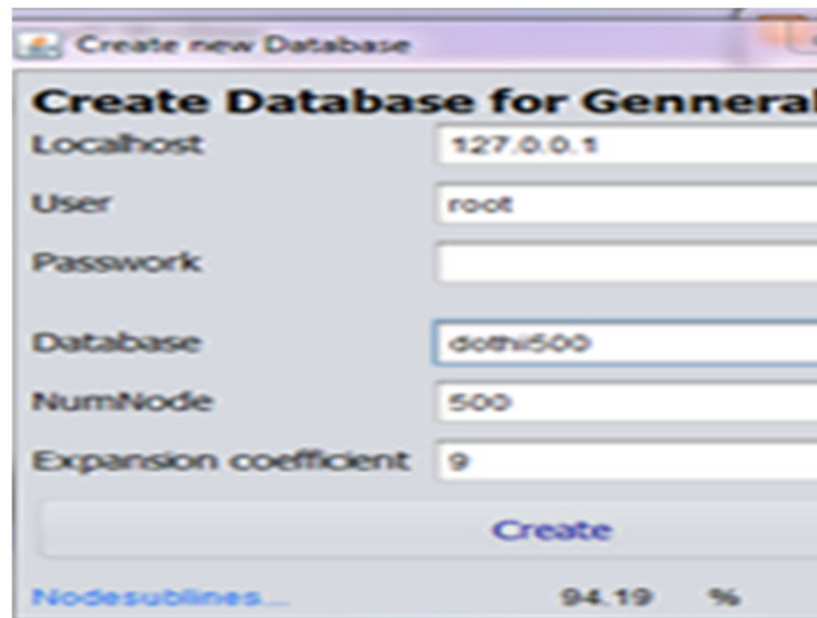 Create new Database
Create Database for Genneral
Localhost 127.0.0.1
User root
Passwork
Database dothi500
NumNode 500
Expansion coefficient 9
Create
Nodesublines... 94.19 %